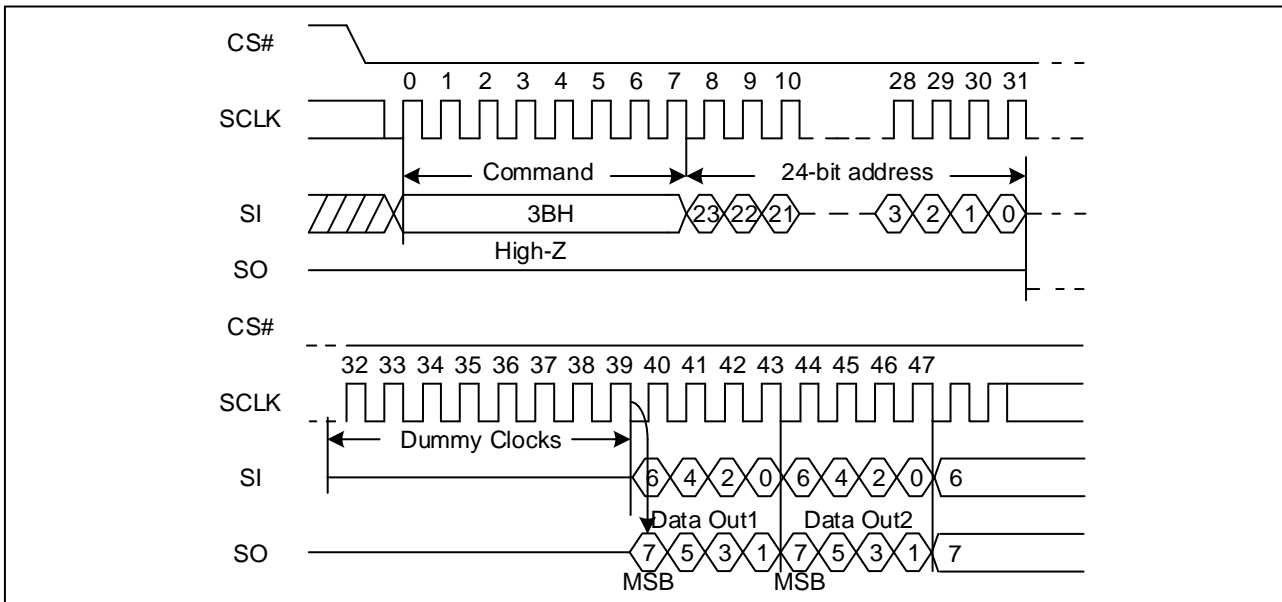 CS#
0 1 2 3 4 5 6 7 8 9 10 28 29 30 31
SCLK
Command 24-bit address
SI 3BH 23 22 21 3 2 1 0
High-Z
SO
CS#
32 33 34 35 36 37 38 39 40 41 42 43 44 45 46 47
SCLK
Dummy Clocks
SI 6 4 2 0 6 4 2 0 6
Data Out1 Data Out2
SO 7 5 3 1 7 5 3 1 7
MSB MSB